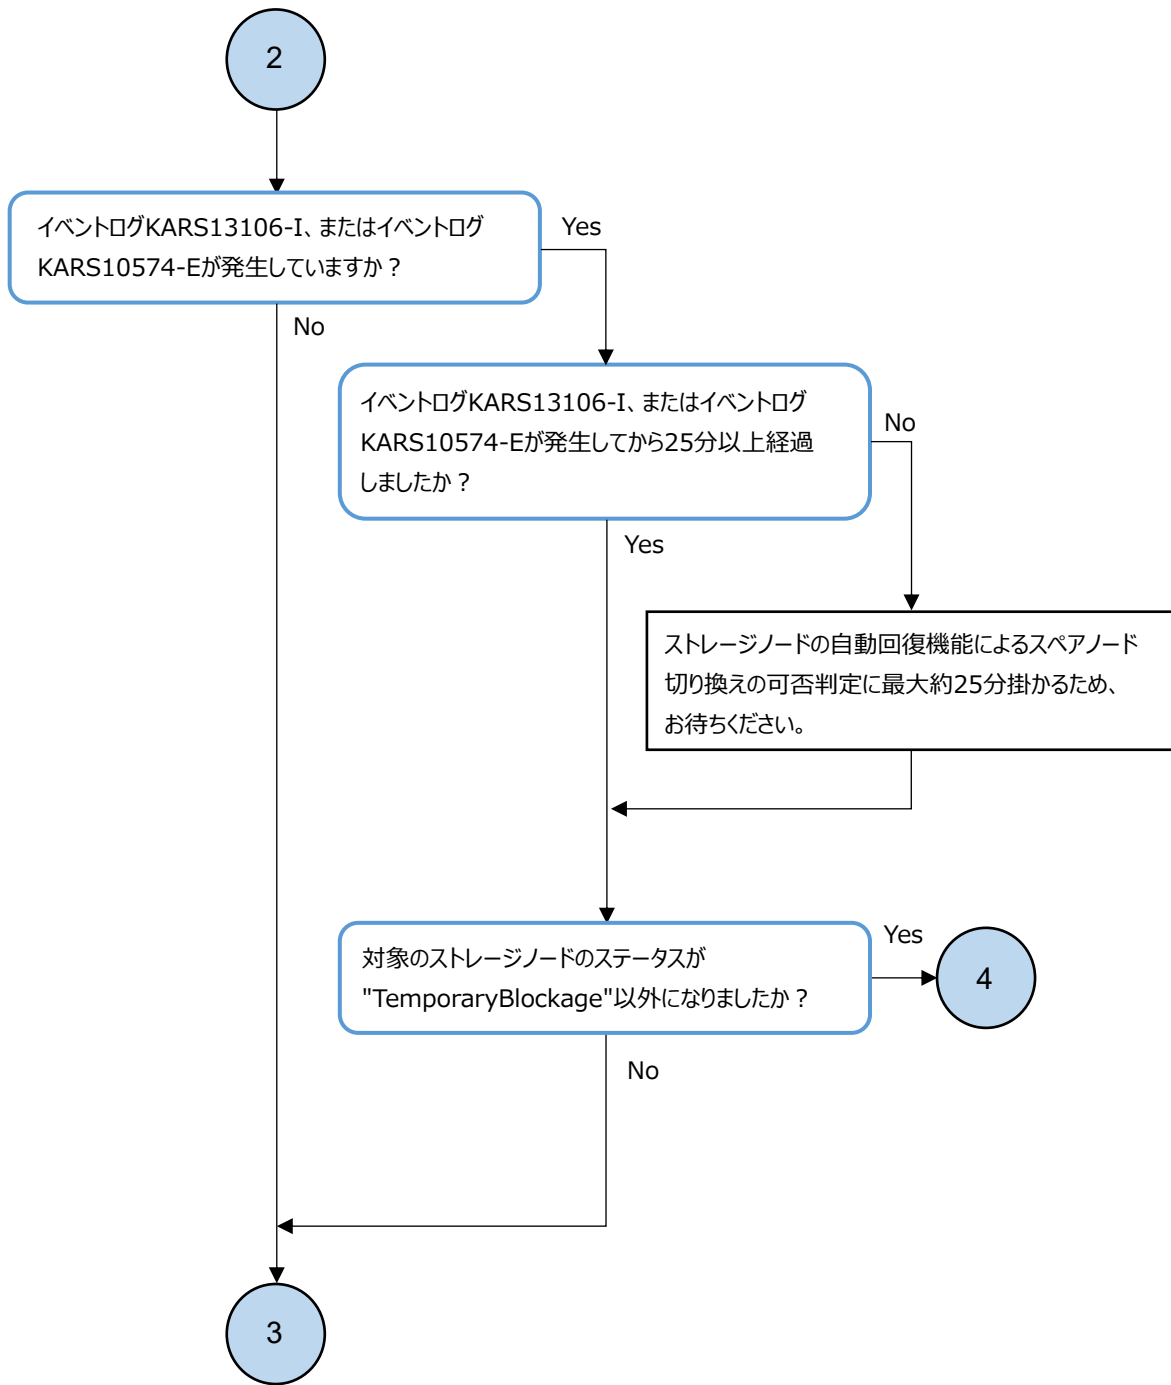 2
イベントログKARS13106-I、またはイベントログ
KARS10574-Eが発生していますか？
Yes
No
イベントログKARS13106-I、またはイベントログ
KARS10574-Eが発生してから25分以上経過
しましたか？
No
Yes
ストレージノードの自動回復機能によるスペアノード
切り換えの可否判定に最大約25分掛かるため、
お待ちください。
対象のストレージノードのステータスが
"TemporaryBlockage"以外になりましたか？
Yes
4
No
3